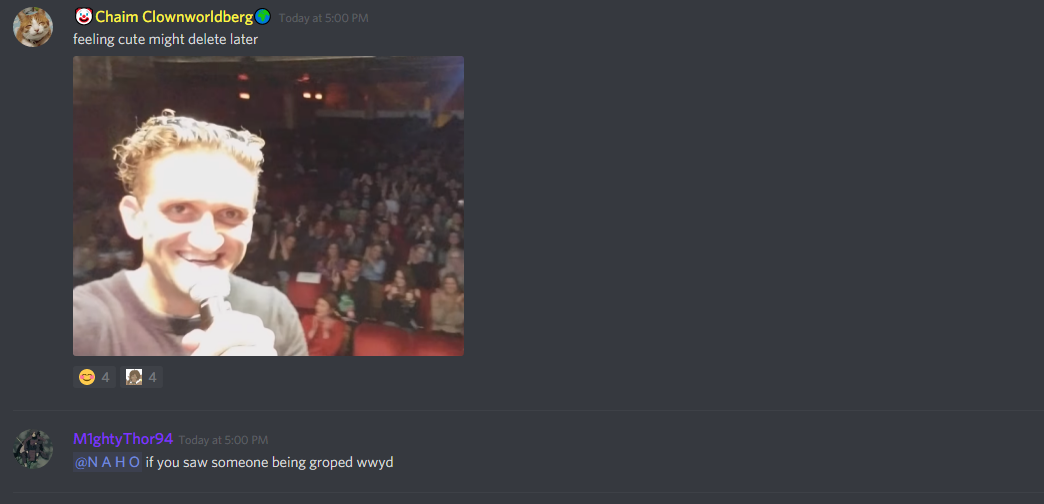 Chaim Clownworldberg Today at 5:00 PM
feeling cute might delete later
4 4
M1ghtyThor94 Today at 5:00 PM
@N A H O if you saw someone being groped wwyd